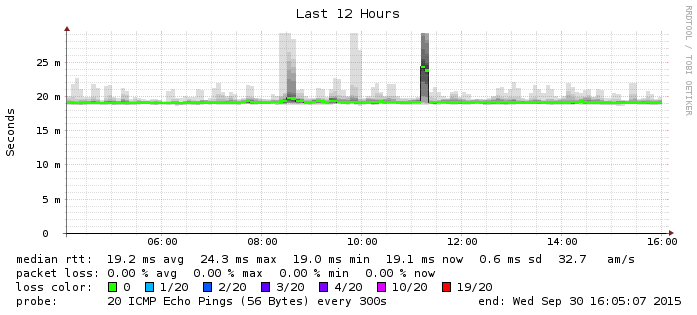 Last 12 Hours
RRDTOOL / TOBI OETIKER
Seconds
25 m
20 m
15 m
10 m
5 m
0
06:00 08:00 10:00 12:00 14:00 16:00
median rtt: 19.2 ms avg 24.3 ms max 19.0 ms min 19.1 ms now 0.6 ms sd 32.7 am/s
packet loss: 0.00 % avg 0.00 % max 0.00 % min 0.00 % now
loss color: 0 1/20 2/20 3/20 4/20 10/20 19/20
probe: 20 ICMP Echo Pings (56 Bytes) every 300s end: Wed Sep 30 16:05:07 2015